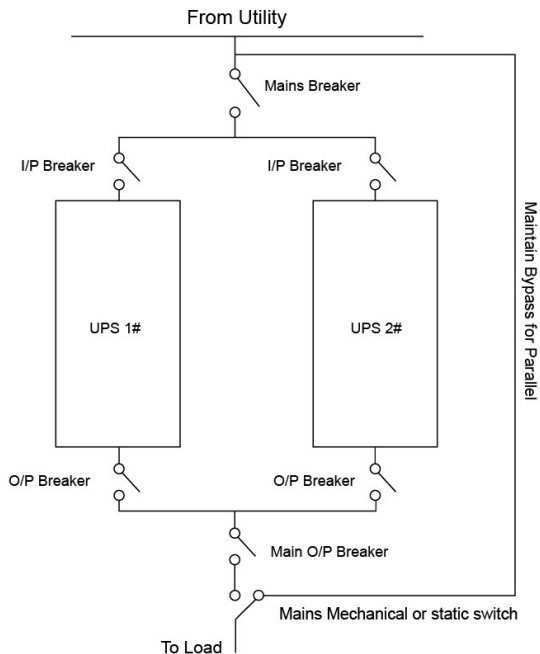 From Utility
Mains Breaker
I/P Breaker
I/P Breaker
UPS 1#
UPS 2#
Maintain Bypass for Parallel
O/P Breaker
O/P Breaker
Main O/P Breaker
Mains Mechanical or static switch
To Load